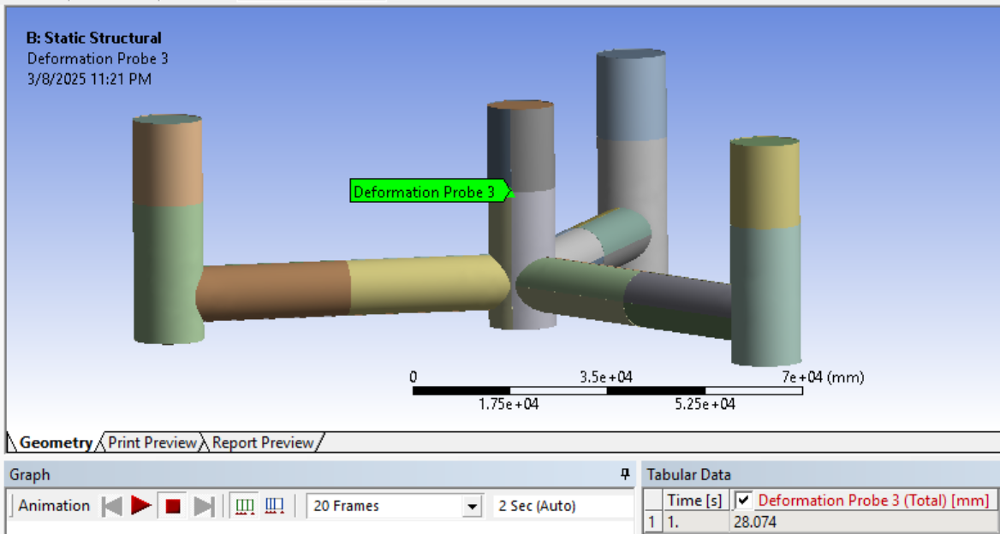 B: Static Structural
Deformation Probe 3
3/8/2025 11:21 PM
Deformation Probe 3
0 3.5e+04 7e+04 (mm)
1.75e+04 5.25e+04
Geometry Print Preview Report Preview
Graph
Animation 20 Frames 2 Sec (Auto)
Tabular Data
Time [s] Deformation Probe 3 (Total) [mm]
1 1. 28.074